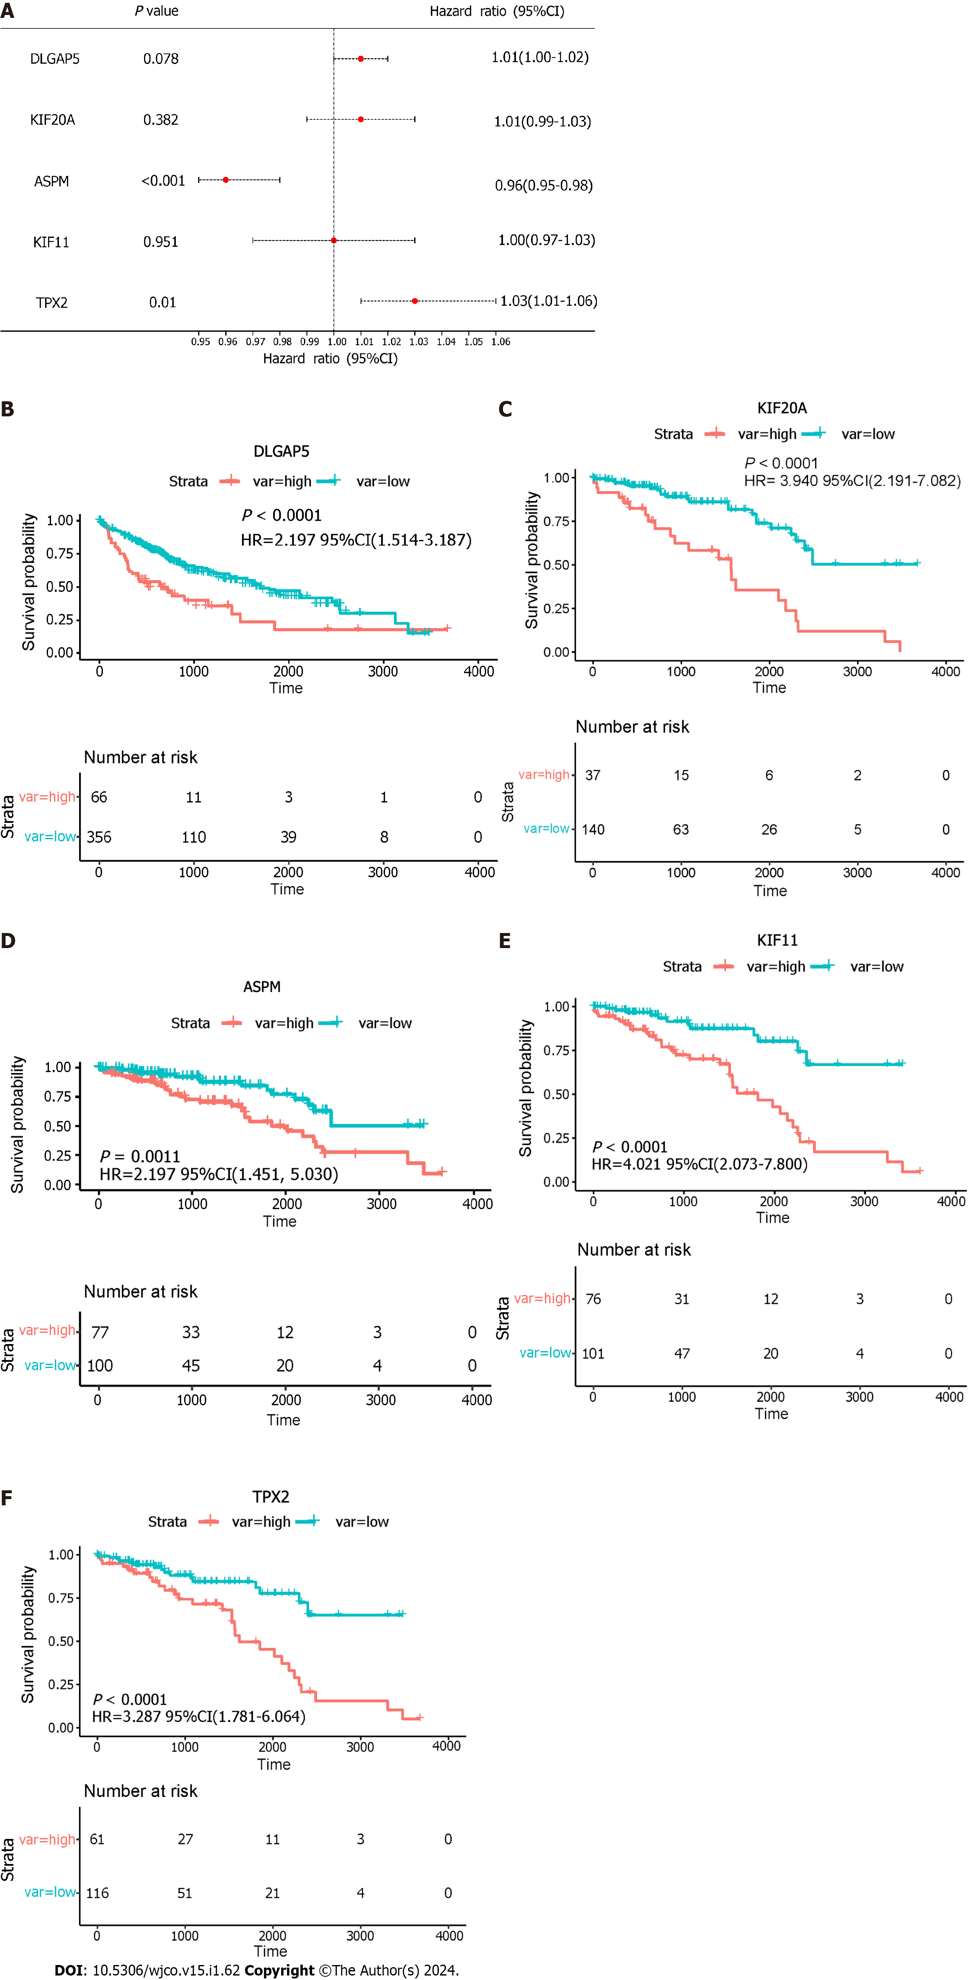 A
P value Hazard ratio (95%CI)
DLGAP5 0.078 1.01(1.00-1.02)
KIF20A 0.382 1.01(0.99-1.03)
ASPM <0.001 0.96(0.95-0.98)
KIF11 0.951 1.00(0.97-1.03)
TPX2 0.01 1.03(1.01-1.06)
0.95 0.96 0.97 0.98 0.99 1.00 1.01 1.02 1.03 1.04 1.05 1.06
Hazard ratio (95%CI)
B
DLGAP5
Strata var=high var=low
P < 0.0001
HR=2.197 95%CI(1.514-3.187)
Survival probability
1.00
0.75
0.50
0.25
0.00
0 1000 2000 3000 4000
Time
Number at risk
Strata
var=high 66 11 3 1 0
var=low 356 110 39 8 0
0 1000 2000 3000 4000
Time
C
KIF20A
Strata var=high var=low
P < 0.0001
HR= 3.940 95%CI(2.191-7.082)
Survival probability
1.00
0.75
0.50
0.25
0.00
0 1000 2000 3000 4000
Time
Number at risk
Strata
var=high 37 15 6 2 0
var=low 140 63 26 5 0
0 1000 2000 3000 4000
Time
D
ASPM
Strata var=high var=low
Survival probability
1.00
0.75
0.50
0.25
0.00
P = 0.0011
HR=2.197 95%CI(1.451, 5.030)
0 1000 2000 3000 4000
Time
Number at risk
Strata
var=high 77 33 12 3 0
var=low 100 45 20 4 0
0 1000 2000 3000 4000
Time
E
KIF11
Strata var=high var=low
Survival probability
1.00
0.75
0.50
0.25
0.00
P < 0.0001
HR=4.021 95%CI(2.073-7.800)
0 1000 2000 3000 4000
Time
Number at risk
Strata
var=high 76 31 12 3 0
var=low 101 47 20 4 0
0 1000 2000 3000 4000
Time
F
TPX2
Strata var=high var=low
Survival probability
1.00
0.75
0.50
0.25
0.00
P < 0.0001
HR=3.287 95%CI(1.781-6.064)
0 1000 2000 3000 4000
Time
Number at risk
Strata
var=high 61 27 11 3 0
var=low 116 51 21 4 0
0 1000 2000 3000 4000
Time
DOI: 10.5306/wjco.v15.i1.62 Copyright ©The Author(s) 2024.